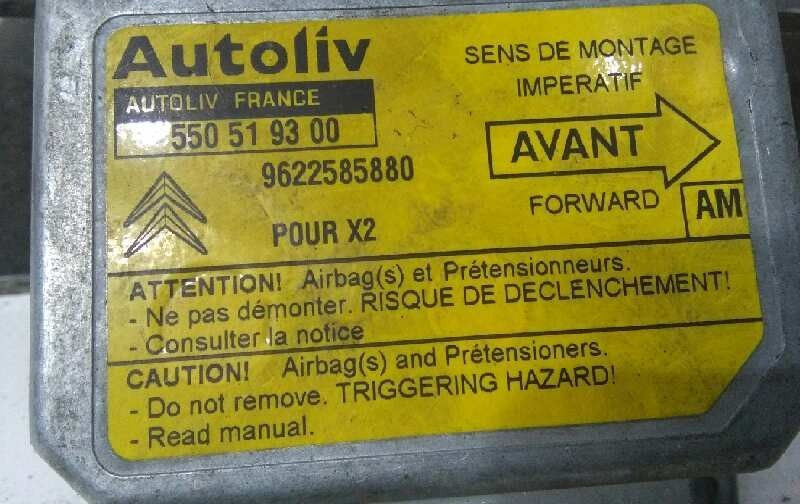 Autoliv
AUTOLIV FRANCE
550 51 93 00
9622585880
POUR X2
SENS DE MONTAGE
IMPERATIF
AVANT
FORWARD
AM
ATTENTION! Airbag(s) et Prétensionneurs.
- Ne pas démonter. RISQUE DE DECLENCHEMENT!
- Consulter la notice
CAUTION! Airbag(s) and Prétensioners.
- Do not remove. TRIGGERING HAZARD!
- Read manual.